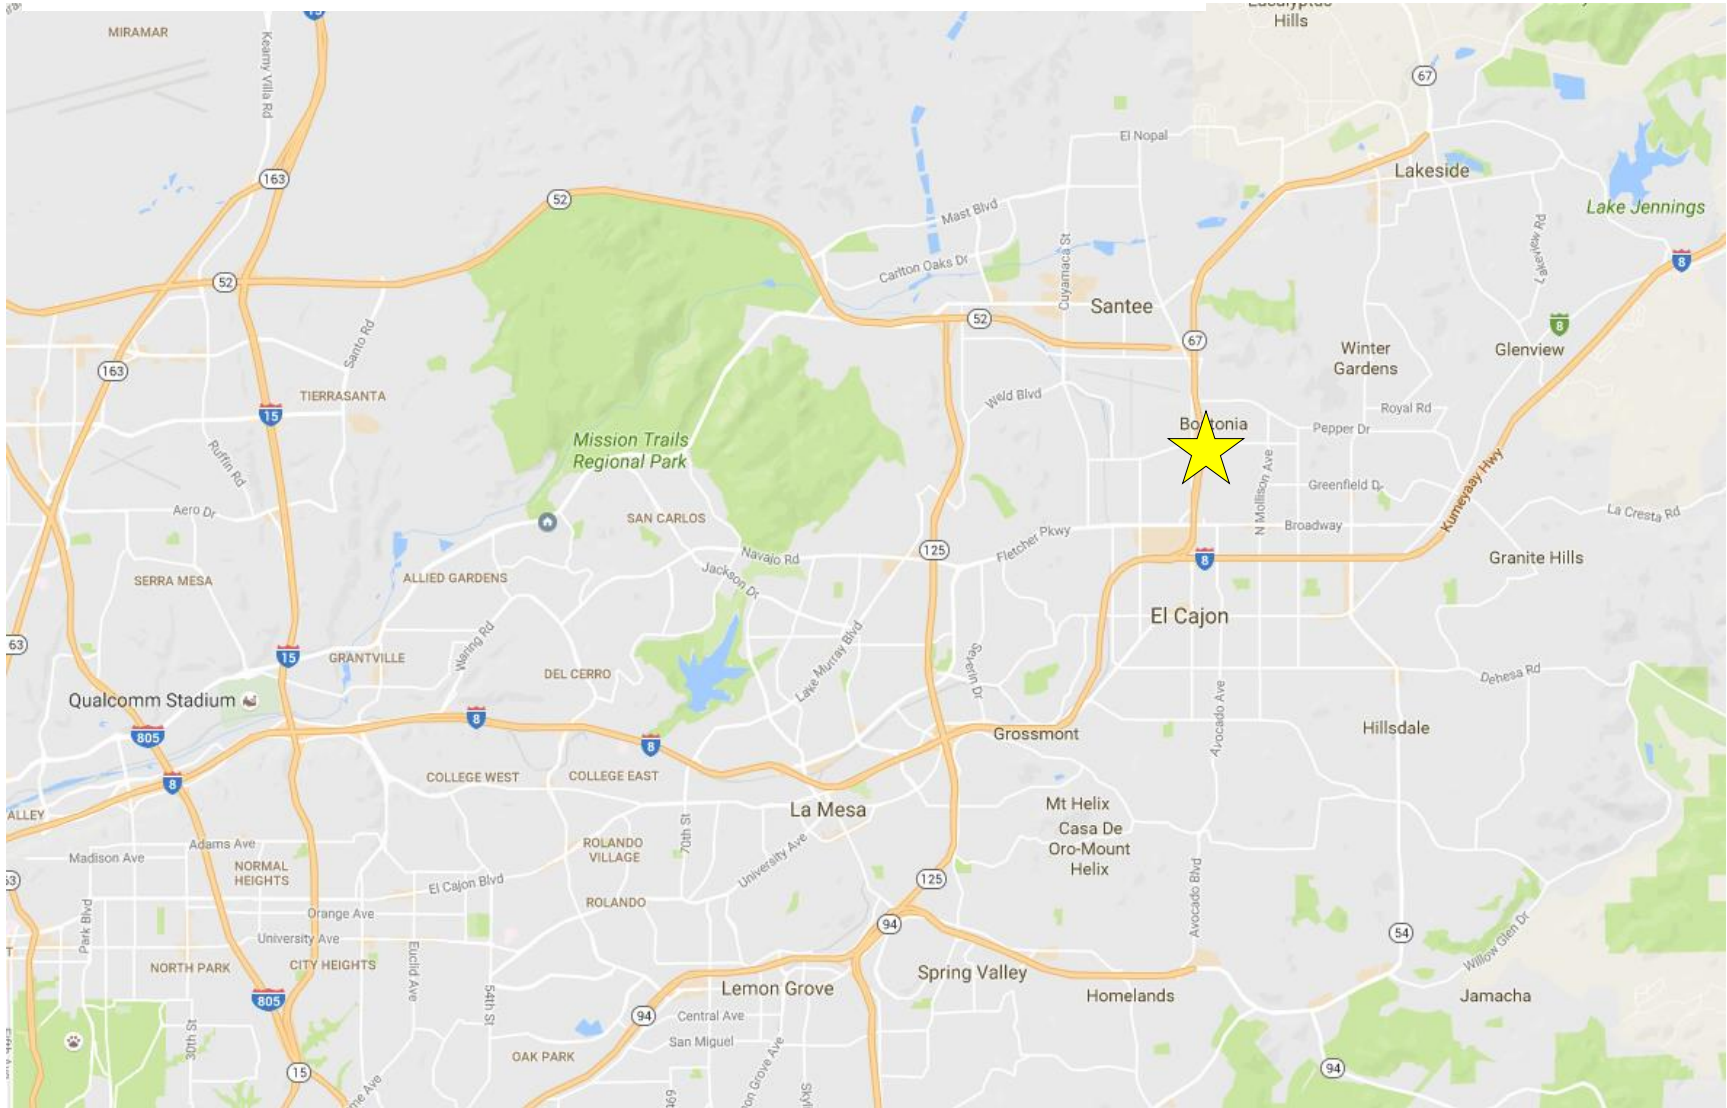 Hills
MIRAMAR
15
Kearny Villa Rd
67
El Nopal
Lakeside
163
52
Mast Blvd
Lake Jennings
Lakeview Rd
Cuyamaca St
Carlton Oaks Dr
8
52
Santee
52
67
8
Glenview
Winter
Gardens
Santo Rd
163
TIERRASANTA
15
Weld Blvd
Royal Rd
Pepper Dr
Mission Trails
Regional Park
Ruffin Rd
N Mollison Ave
Kumeyaay Hwy
Greenfield D
La Cresta Rd
Aero Dr
SAN CARLOS
Broadway
Fletcher Pkwy
125
Navajo Rd
8
Granite Hills
SERRA MESA
ALLIED GARDENS
Jackson Dr
El Cajon
63
15
GRANTVILLE
Waring Rd
Lake Murray Blvd
Severin Dr
DEL CERRO
Dehesa Rd
Qualcomm Stadium
805
8
8
Grossmont
Avocado Ave
Hillsdale
8
COLLEGE WEST
COLLEGE EAST
La Mesa
Mt Helix
ALLEY
Casa De
Oro-Mount
Helix
Adams Ave
Madison Ave
ROLANDO
VILLAGE
70th St
University Ave
NORMAL
HEIGHTS
El Cajon Blvd
125
Avocado Blvd
ROLANDO
Orange Ave
94
54
Park Blvd
University Ave
Euclid Ave
Willow Glen Dr
NORTH PARK
CITY HEIGHTS
Spring Valley
Lemon Grove
Homelands
Jamacha
805
54th St
94
Central Ave
San Miguel
30th St
OAK PARK
15
94